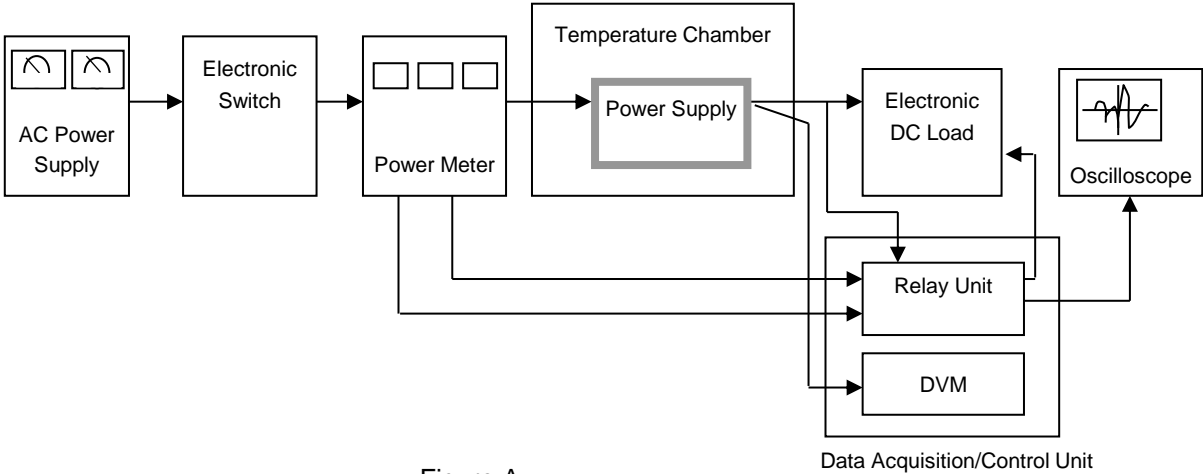 AC Power
Supply
Electronic
Switch
Power Meter
Temperature Chamber
Power Supply
Electronic
DC Load
Oscilloscope
Relay Unit
DVM
Data Acquisition/Control Unit
Figure A